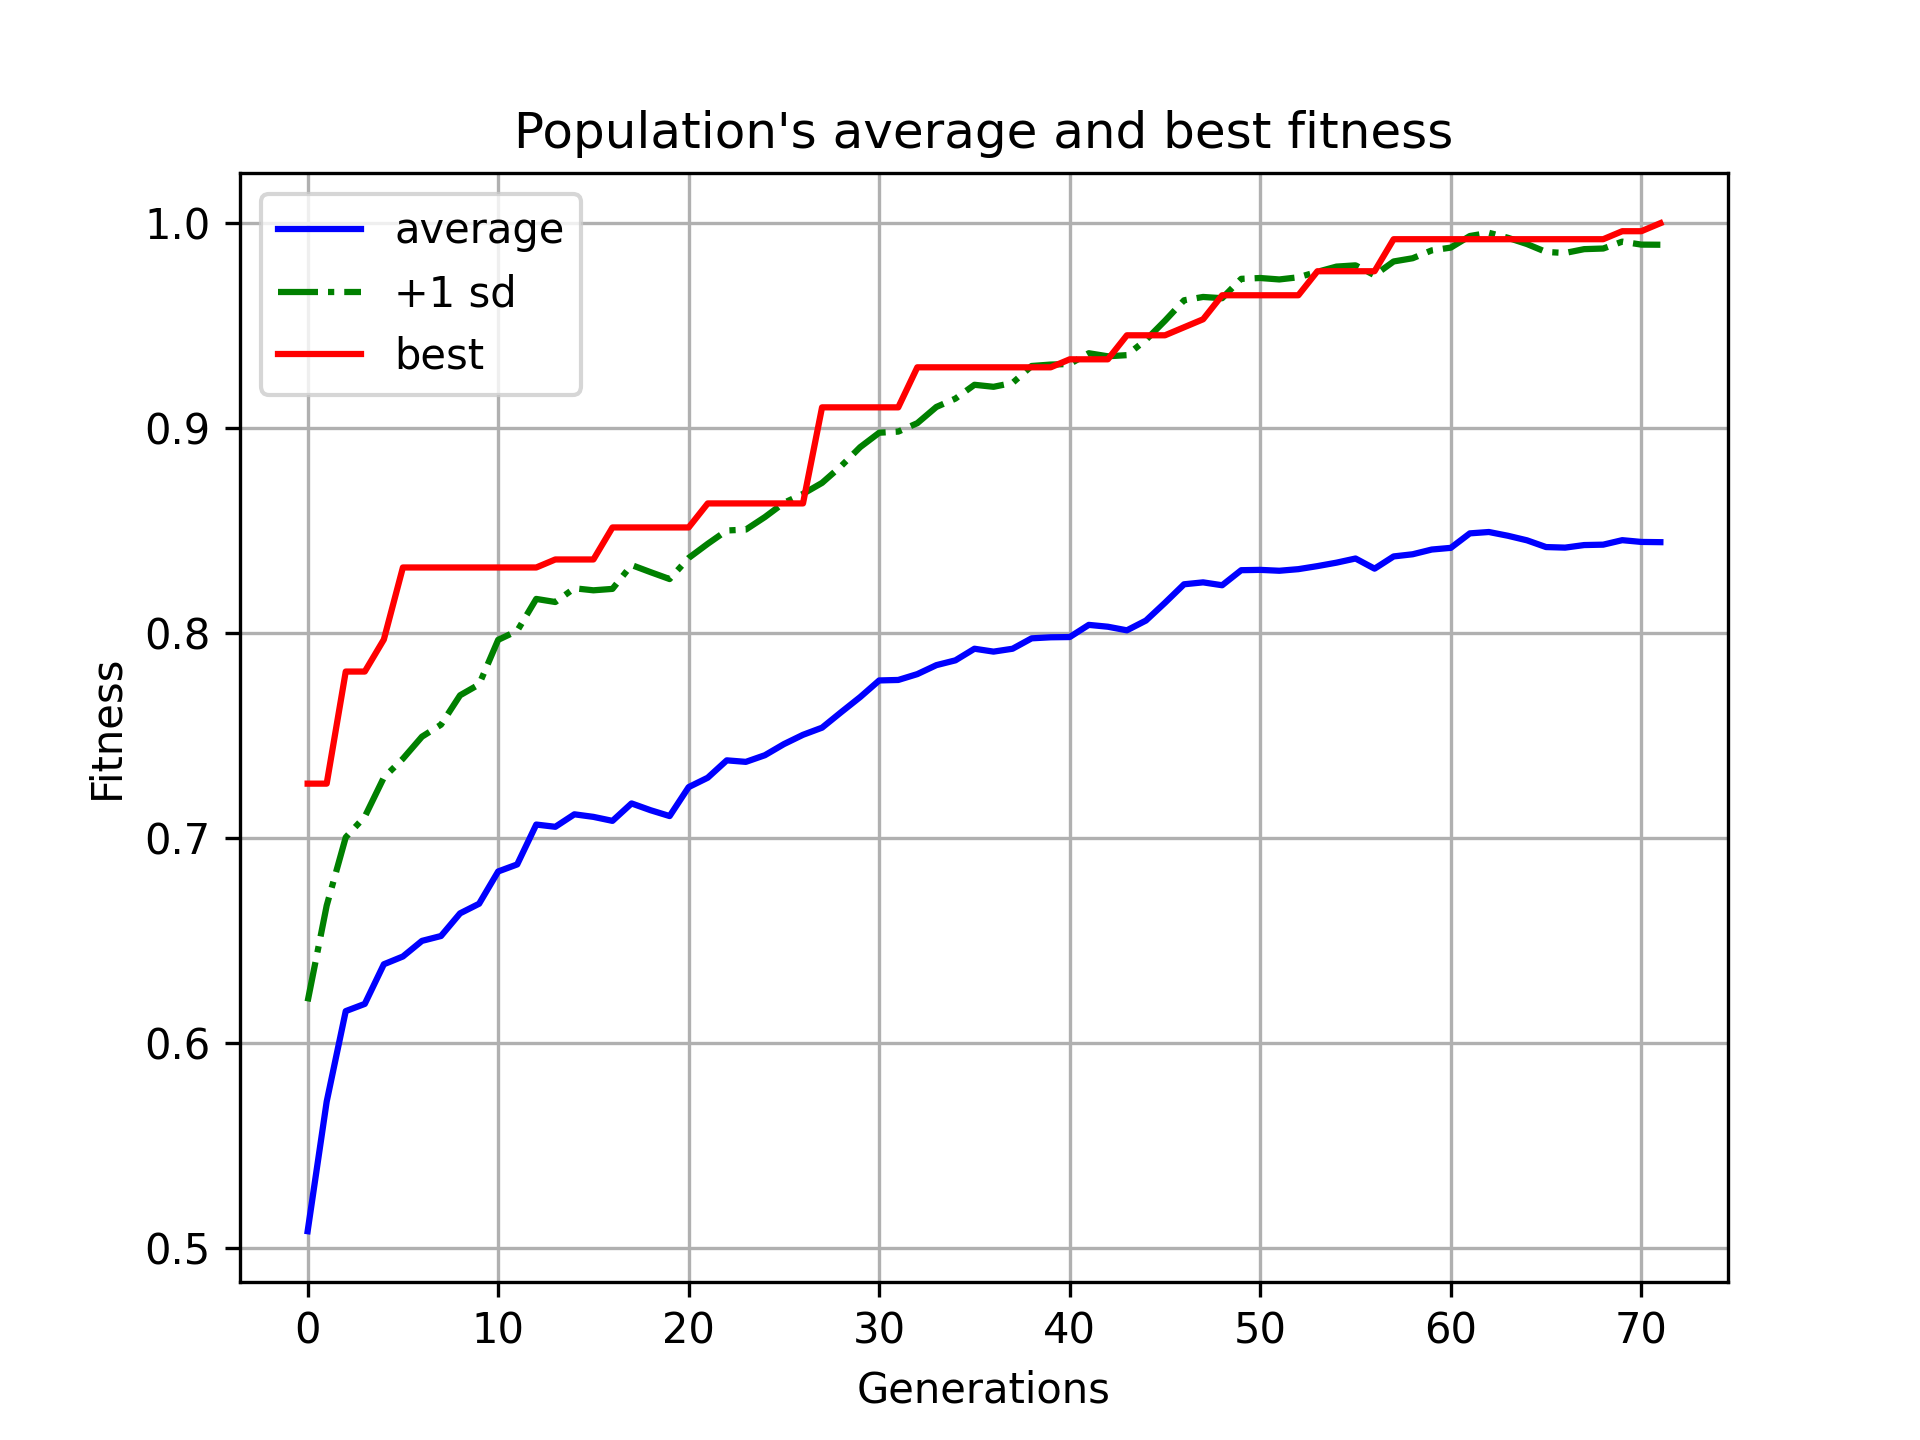 Population's average and best fitness
average
+1 sd
best
1.0
0.9
0.8
0.7
0.6
0.5
Fitness
0 10 20 30 40 50 60 70
Generations